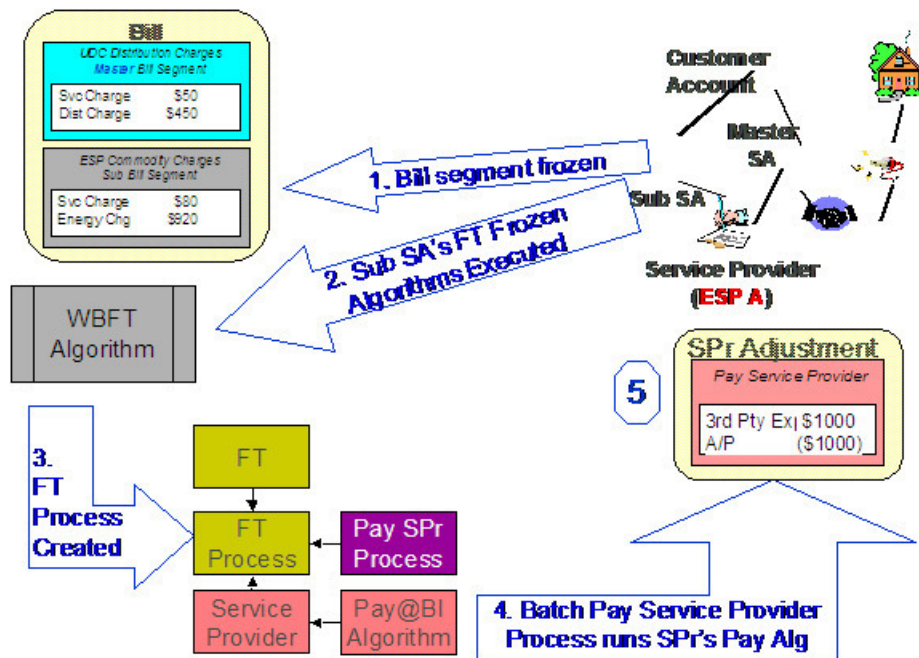 Bill
UDC Distribution Charges
Master Bill Segment
Svc Charge $50
Dist Charge $450
ESP Commodity Charges
Sub Bill Segment
Svc Charge $80
Energy Chg $920
Customer
Account
Master
SA
Sub SA
Service Provider
(ESP A)
1. Bill segment frozen
2. Sub SA's FT Frozen
Algorithms Executed
WBFT
Algorithm
3.
FT
Process
Created
FT
FT
Process
Pay SPr
Process
Service
Provider
Pay@BI
Algorithm
4. Batch Pay Service Provider
Process runs SPr's Pay Alg
5
SPr Adjustment
Pay Service Provider
3rd Pty Exp $1000
A/P ($1000)